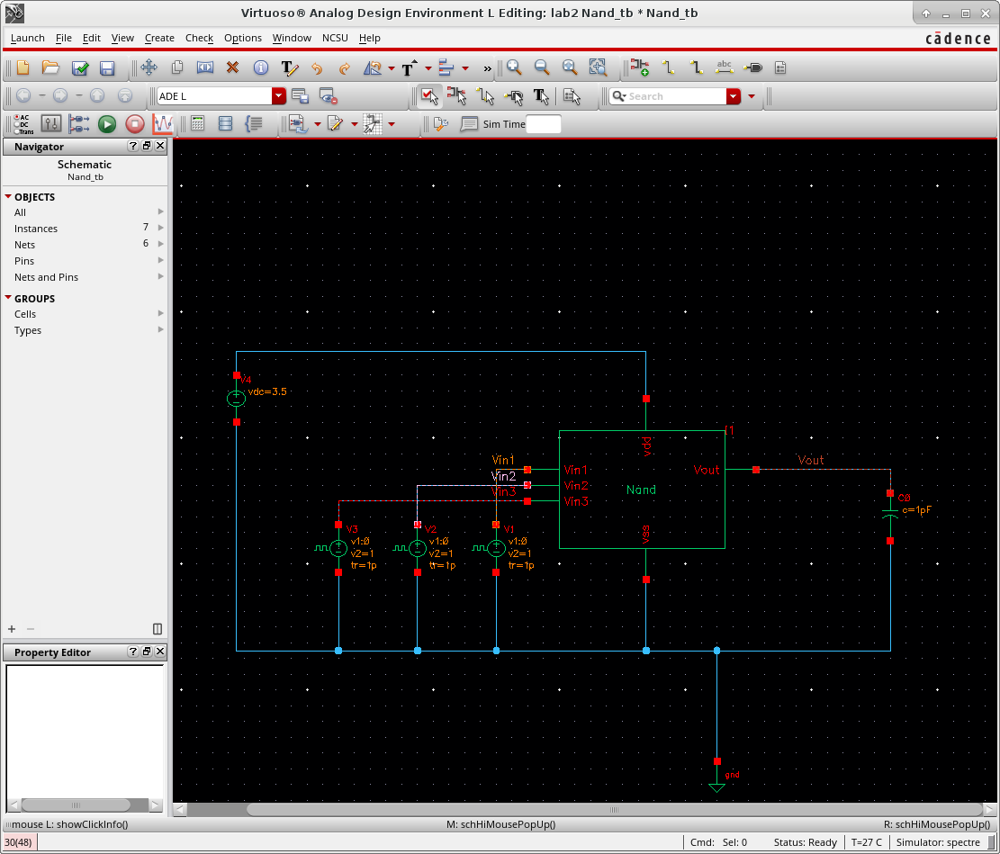 Virtuoso® Analog Design Environment L Editing: lab2 Nand_tb * Nand_tb
Launch File Edit View Create Check Options Window NCSU Help
cādence
T T » abc
ADE L T Search
AC
DC
Trans
Sim Time
Navigator ?
Schematic
Nand_tb
OBJECTS
All
Instances 7
Nets 6
Pins
Nets and Pins
GROUPS
Cells
Types
+ −
Property Editor ?
V4
vdc=3.5
I1
vdd
Vin1
Vin1
Vin2
Vin2
Vin3
Vin3
Nand
Vout
Vout
vss
C0
c=1pF
V3
v1:0
v2=1
tr=1p
V2
v1:0
v2=1
tr=1p
V1
v1:0
v2=1
tr=1p
gnd
mouse L: showClickInfo() M: schHiMousePopUp() R: schHiMousePopUp()
30(48) Cmd: Sel: 0 Status: Ready T=27 C Simulator: spectre